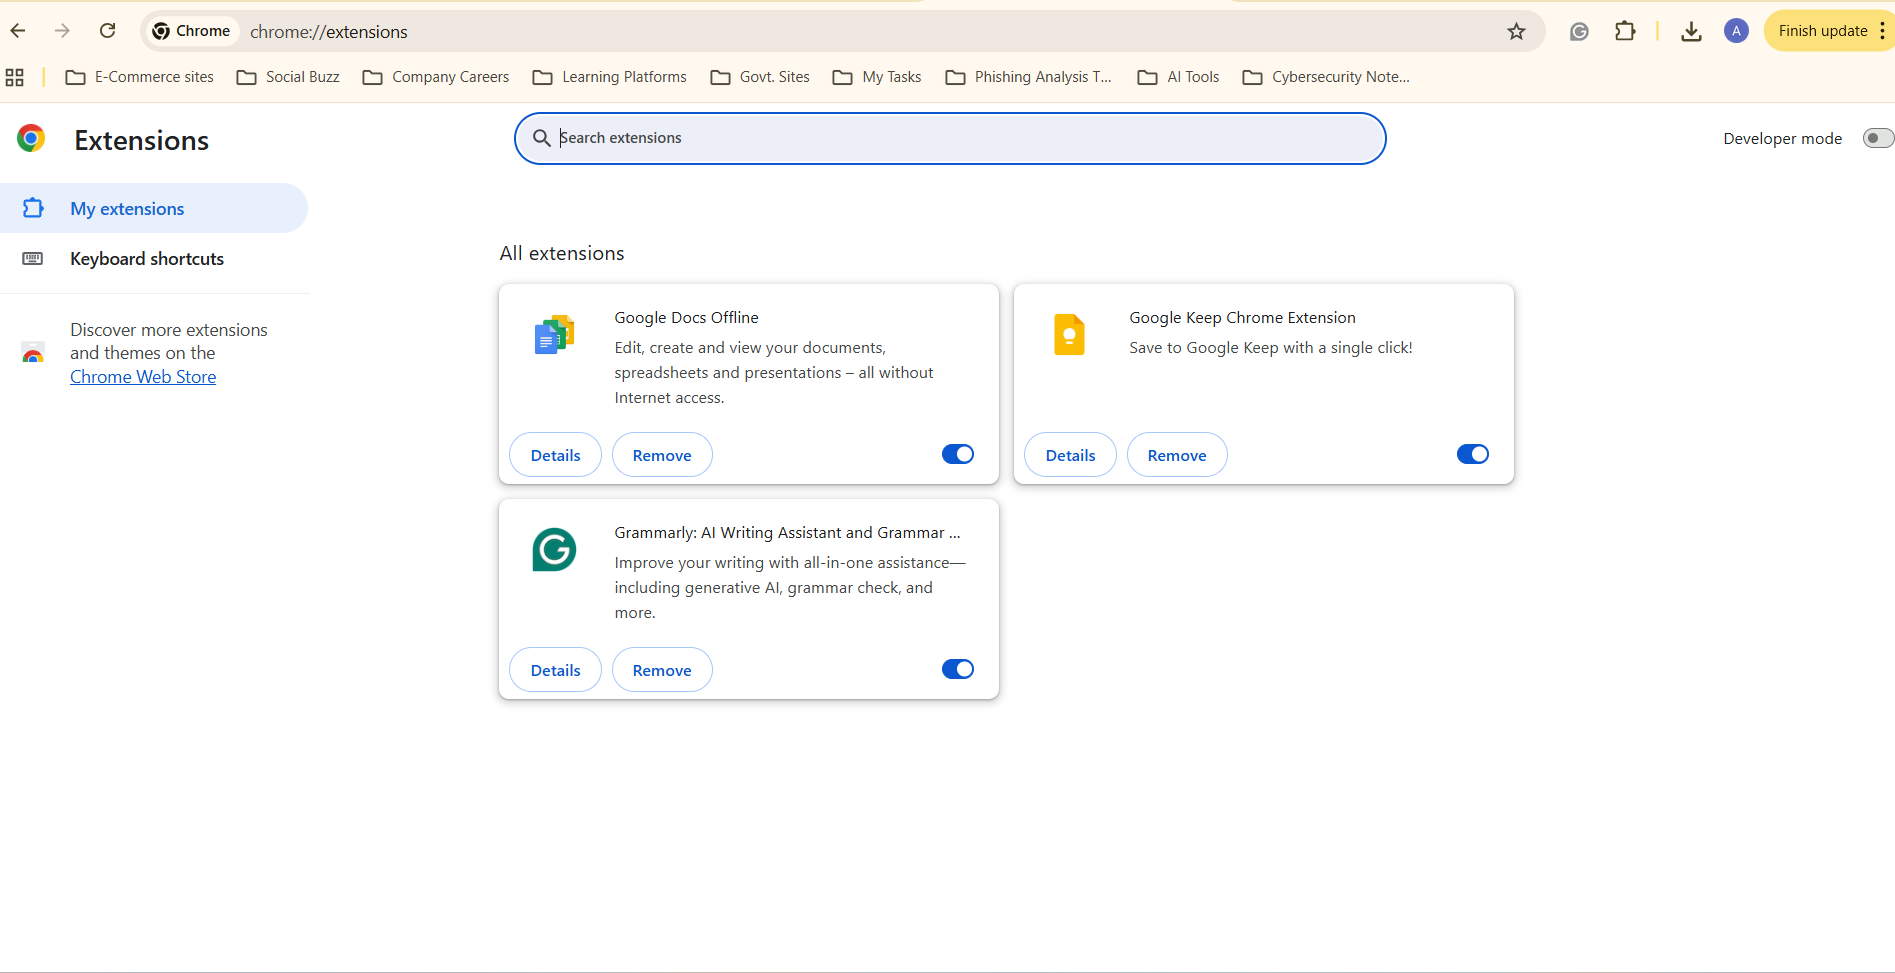 Chrome chrome://extensions A Finish update
E-Commerce sites Social Buzz Company Careers Learning Platforms Govt. Sites My Tasks Phishing Analysis T... AI Tools Cybersecurity Note...
Extensions
Search extensions
Developer mode
My extensions
Keyboard shortcuts
Discover more extensions
and themes on the
Chrome Web Store
All extensions
Google Docs Offline
Edit, create and view your documents,
spreadsheets and presentations – all without
Internet access.
Details Remove
Google Keep Chrome Extension
Save to Google Keep with a single click!
Details Remove
Grammarly: AI Writing Assistant and Grammar ...
Improve your writing with all-in-one assistance—
including generative AI, grammar check, and
more.
Details Remove